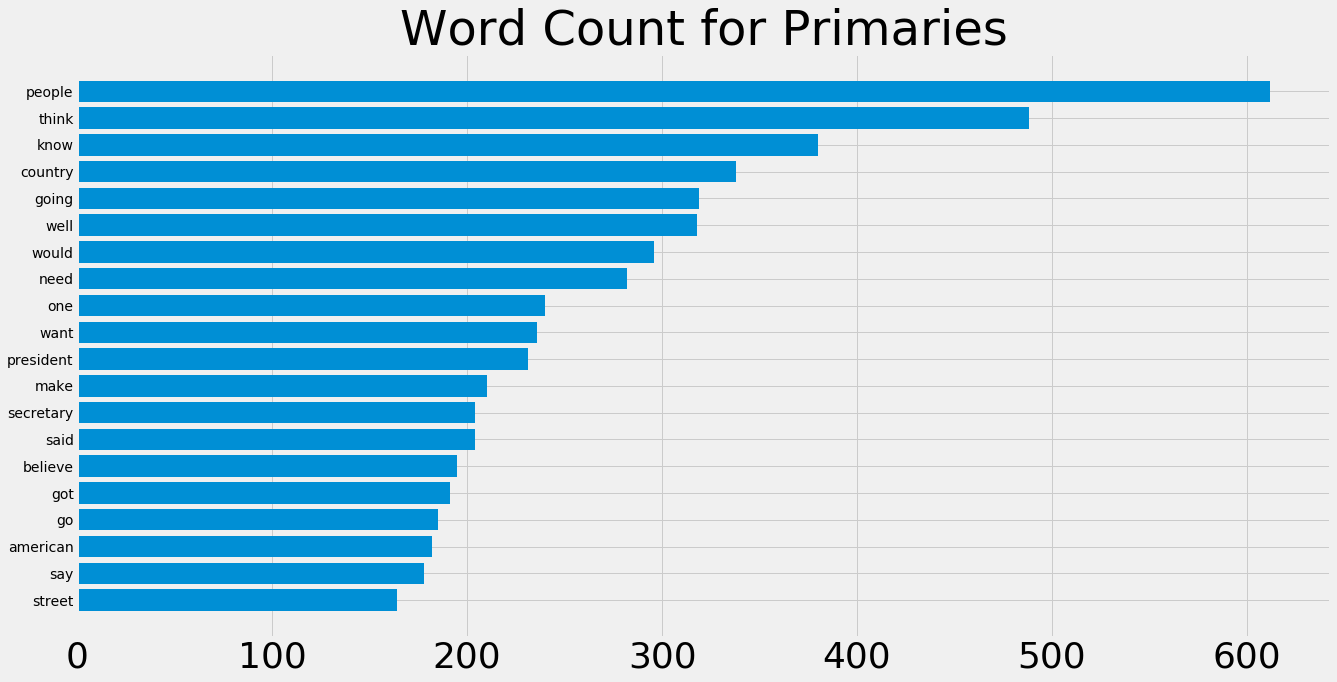 Word Count for Primaries
people
think
know
country
going
well
would
need
one
want
president
make
secretary
said
believe
got
go
american
say
street
0 100 200 300 400 500 600